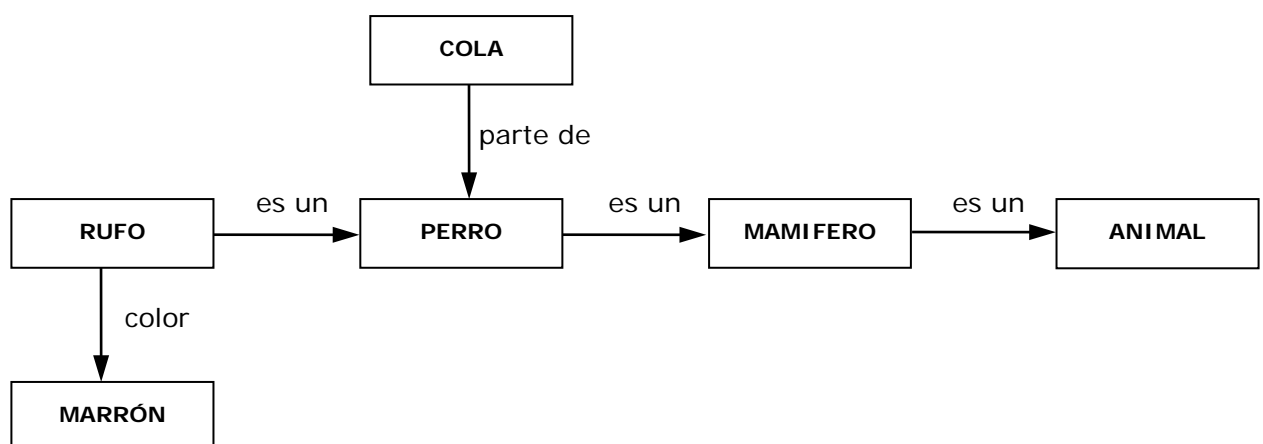 COLA
parte de
es un
es un
es un
RUFO
PERRO
MAMIFERO
ANIMAL
color
MARRÓN